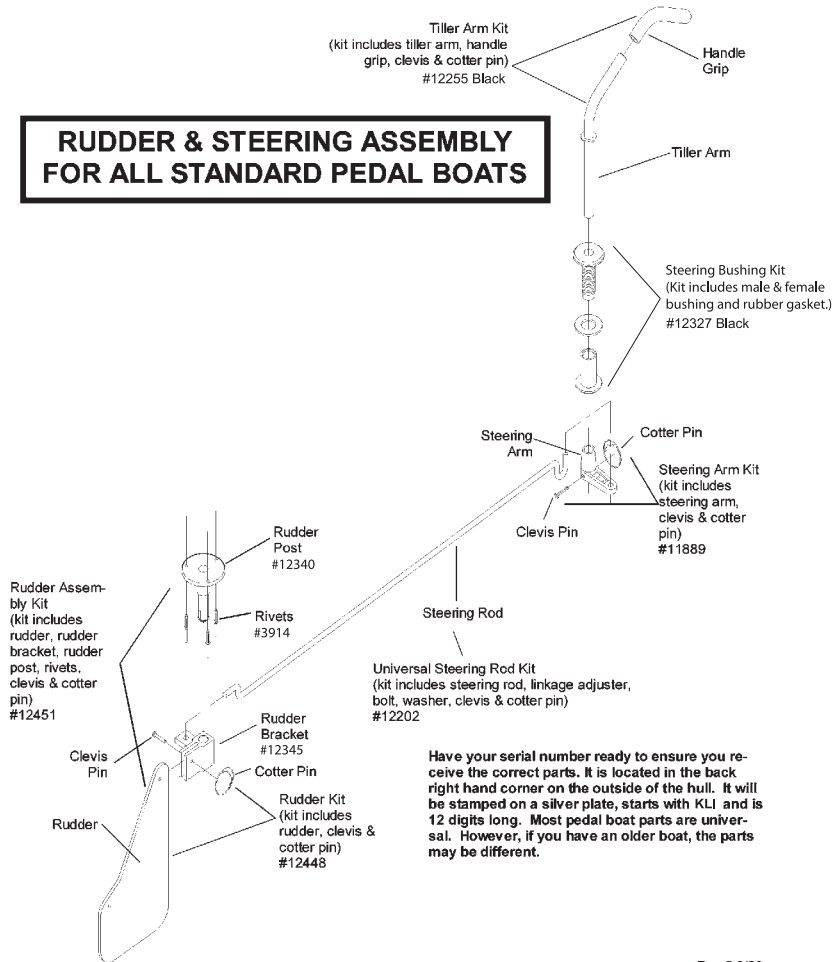 Tiller Arm Kit
(kit includes tiller arm, handle
grip, clevis & cotter pin)
#12255 Black
Handle
Grip
RUDDER & STEERING ASSEMBLY
FOR ALL STANDARD PEDAL BOATS
Tiller Arm
Steering Bushing Kit
(Kit includes male & female
bushing and rubber gasket.)
#12327 Black
Steering
Arm
Cotter Pin
Steering Arm Kit
(kit includes
steering arm,
clevis & cotter
pin)
#11889
Clevis Pin
Rudder
Post
#12340
Rudder Assem-
bly Kit
(kit includes
rudder, rudder
bracket, rudder
post, rivets,
clevis & cotter
pin)
#12451
Rivets
#3914
Steering Rod
Universal Steering Rod Kit
(kit includes steering rod, linkage adjuster,
bolt, washer, clevis & cotter pin)
#12202
Rudder
Bracket
#12345
Clevis
Pin
Cotter Pin
Rudder Kit
(kit includes
rudder, clevis &
cotter pin)
#12448
Rudder
Have your serial number ready to ensure you re-
ceive the correct parts. It is located in the back
right hand corner on the outside of the hull. It will
be stamped on a silver plate, starts with KLI and is
12 digits long. Most pedal boat parts are univer-
sal. However, if you have an older boat, the parts
may be different.